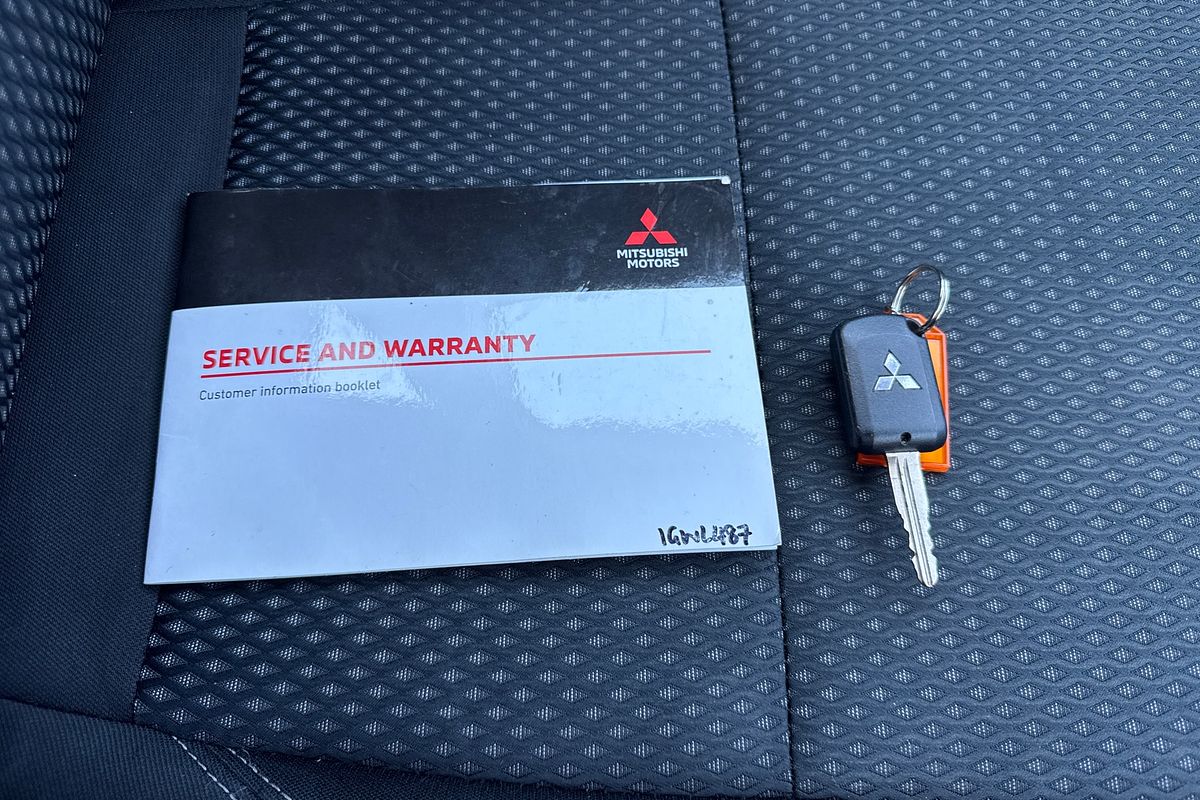 MITSUBISHI
MOTORS
SERVICE AND WARRANTY
Customer information booklet
1GWL487